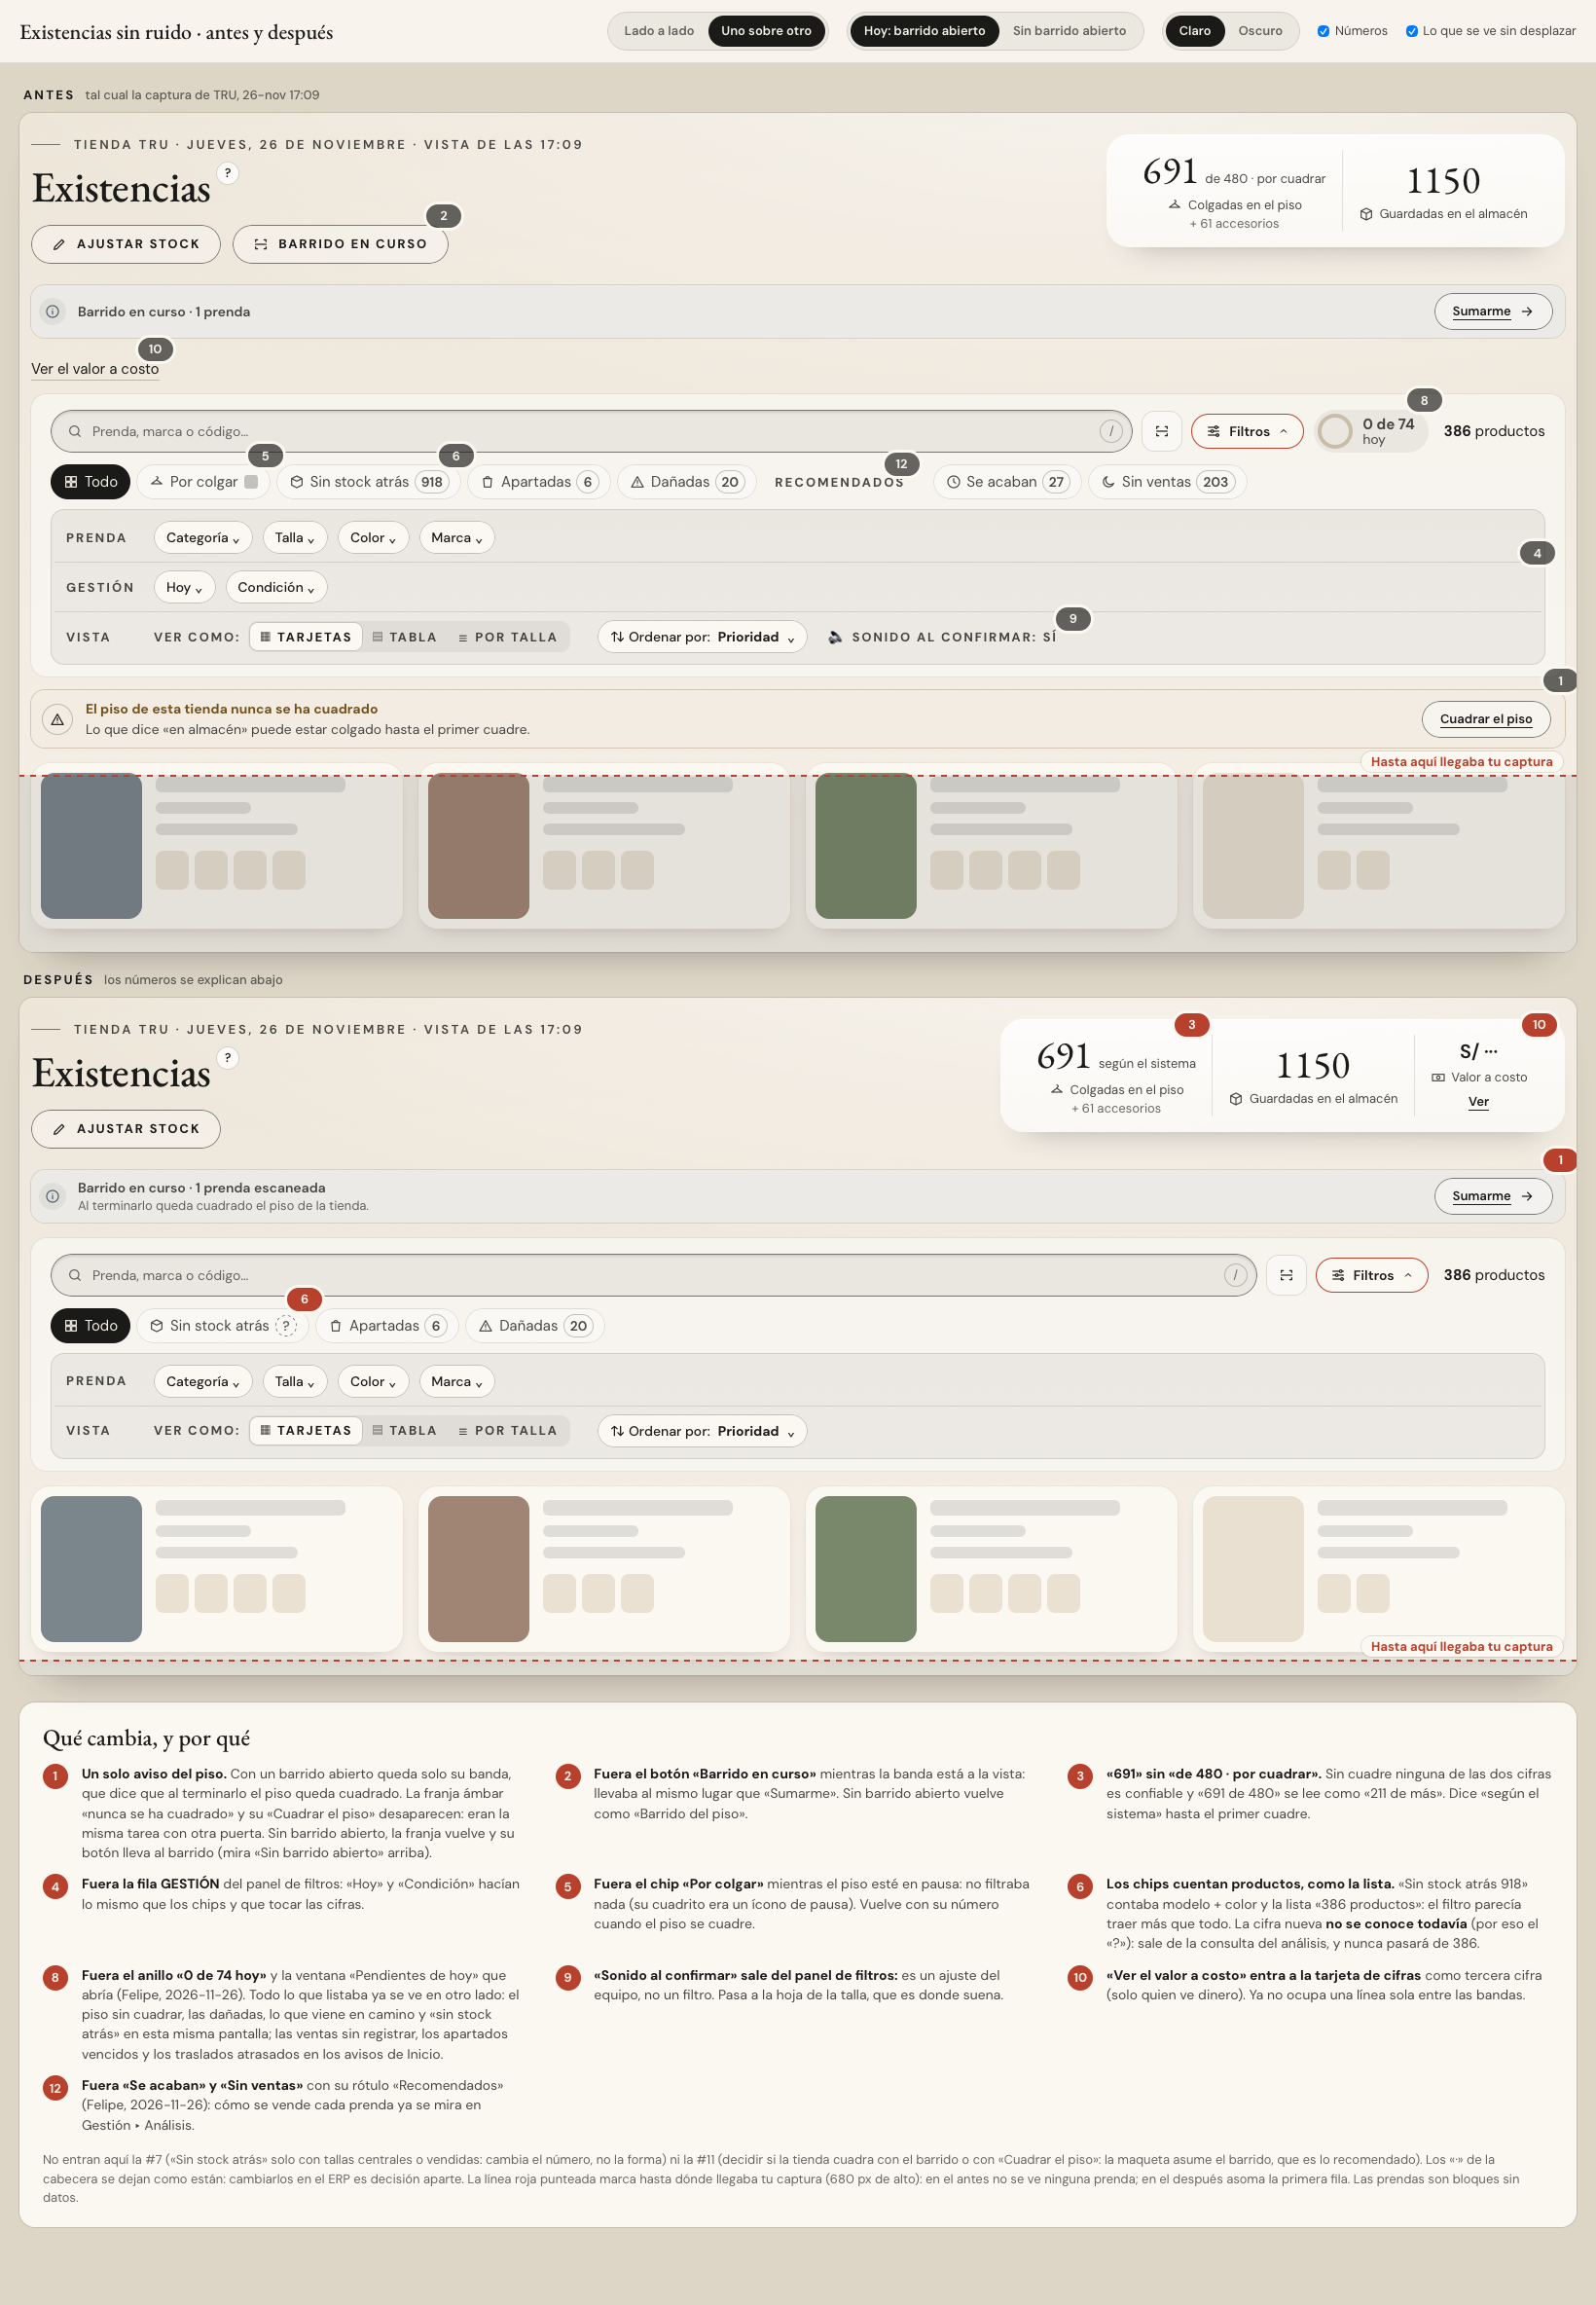 Existencias sin ruido · antes y después
Lado a lado
Uno sobre otro
Hoy: barrido abierto
Sin barrido abierto
Claro
Oscuro
Números
Lo que se ve sin desplazar
ANTES tal cual la captura de TRU, 26-nov 17:09
TIENDA TRU · JUEVES, 26 DE NOVIEMBRE · VISTA DE LAS 17:09
Existencias ?
691 de 480 · por cuadrar
Colgadas en el piso
+ 61 accesorios
1150
Guardadas en el almacén
2
AJUSTAR STOCK
BARRIDO EN CURSO
Barrido en curso · 1 prenda
Sumarme →
10
Ver el valor a costo
8
Prenda, marca o código…
/
Filtros
0 de 74
hoy
386 productos
5
6
12
Todo
Por colgar
Sin stock atrás 918
Apartadas 6
Dañadas 20
RECOMENDADOS
Se acaban 27
Sin ventas 203
PRENDA Categoría Talla Color Marca
4
GESTIÓN Hoy Condición
9
VISTA VER COMO: TARJETAS TABLA POR TALLA Ordenar por: Prioridad SONIDO AL CONFIRMAR: SÍ
1
El piso de esta tienda nunca se ha cuadrado
Lo que dice «en almacén» puede estar colgado hasta el primer cuadre.
Cuadrar el piso
Hasta aquí llegaba tu captura
DESPUÉS los números se explican abajo
TIENDA TRU · JUEVES, 26 DE NOVIEMBRE · VISTA DE LAS 17:09
Existencias ?
3
10
691 según el sistema
Colgadas en el piso
+ 61 accesorios
1150
Guardadas en el almacén
S/ ···
Valor a costo
Ver
AJUSTAR STOCK
1
Barrido en curso · 1 prenda escaneada
Al terminarlo queda cuadrado el piso de la tienda.
Sumarme →
Prenda, marca o código…
/
Filtros
386 productos
6
Todo
Sin stock atrás ?
Apartadas 6
Dañadas 20
PRENDA Categoría Talla Color Marca
VISTA VER COMO: TARJETAS TABLA POR TALLA Ordenar por: Prioridad
Hasta aquí llegaba tu captura
Qué cambia, y por qué
1 Un solo aviso del piso. Con un barrido abierto queda solo su banda,
que dice que al terminarlo el piso queda cuadrado. La franja ámbar
«nunca se ha cuadrado» y su «Cuadrar el piso» desaparecen: eran la
misma tarea con otra puerta. Sin barrido abierto, la franja vuelve y su
botón lleva al barrido (mira «Sin barrido abierto» arriba).
2 Fuera el botón «Barrido en curso» mientras la banda está a la vista:
llevaba al mismo lugar que «Sumarme». Sin barrido abierto vuelve
como «Barrido del piso».
3 «691» sin «de 480 · por cuadrar». Sin cuadre ninguna de las dos cifras
es confiable y «691 de 480» se lee como «211 de más». Dice «según el
sistema» hasta el primer cuadre.
4 Fuera la fila GESTIÓN del panel de filtros: «Hoy» y «Condición» hacían
lo mismo que los chips y que tocar las cifras.
5 Fuera el chip «Por colgar» mientras el piso esté en pausa: no filtraba
nada (su cuadrito era un ícono de pausa). Vuelve con su número
cuando el piso se cuadre.
6 Los chips cuentan productos, como la lista. «Sin stock atrás 918»
contaba modelo + color y la lista «386 productos»: el filtro parecía
traer más que todo. La cifra nueva no se conoce todavía (por eso el
«?»): sale de la consulta del análisis, y nunca pasará de 386.
8 Fuera el anillo «0 de 74 hoy» y la ventana «Pendientes de hoy» que
abría (Felipe, 2026-11-26). Todo lo que listaba ya se ve en otro lado: el
piso sin cuadrar, las dañadas, lo que viene en camino y «sin stock
atrás» en esta misma pantalla; las ventas sin registrar, los apartados
vencidos y los traslados atrasados en los avisos de Inicio.
9 «Sonido al confirmar» sale del panel de filtros: es un ajuste del
equipo, no un filtro. Pasa a la hoja de la talla, que es donde suena.
10 «Ver el valor a costo» entra a la tarjeta de cifras como tercera cifra
(solo quien ve dinero). Ya no ocupa una línea sola entre las bandas.
12 Fuera «Se acaban» y «Sin ventas» con su rótulo «Recomendados»
(Felipe, 2026-11-26): cómo se vende cada prenda ya se mira en
Gestión ▸ Análisis.
No entran aquí la #7 («Sin stock atrás» solo con tallas centrales o vendidas: cambia el número, no la forma) ni la #11 (decidir si la tienda cuadra con el barrido o con «Cuadrar el piso»: la maqueta asume el barrido, que es lo recomendado). Los «·» de la
cabecera se dejan como están: cambiarlos en el ERP es decisión aparte. La línea roja punteada marca hasta dónde llegaba tu captura (680 px de alto): en el antes no se ve ninguna prenda; en el después asoma la primera fila. Las prendas son bloques sin
datos.